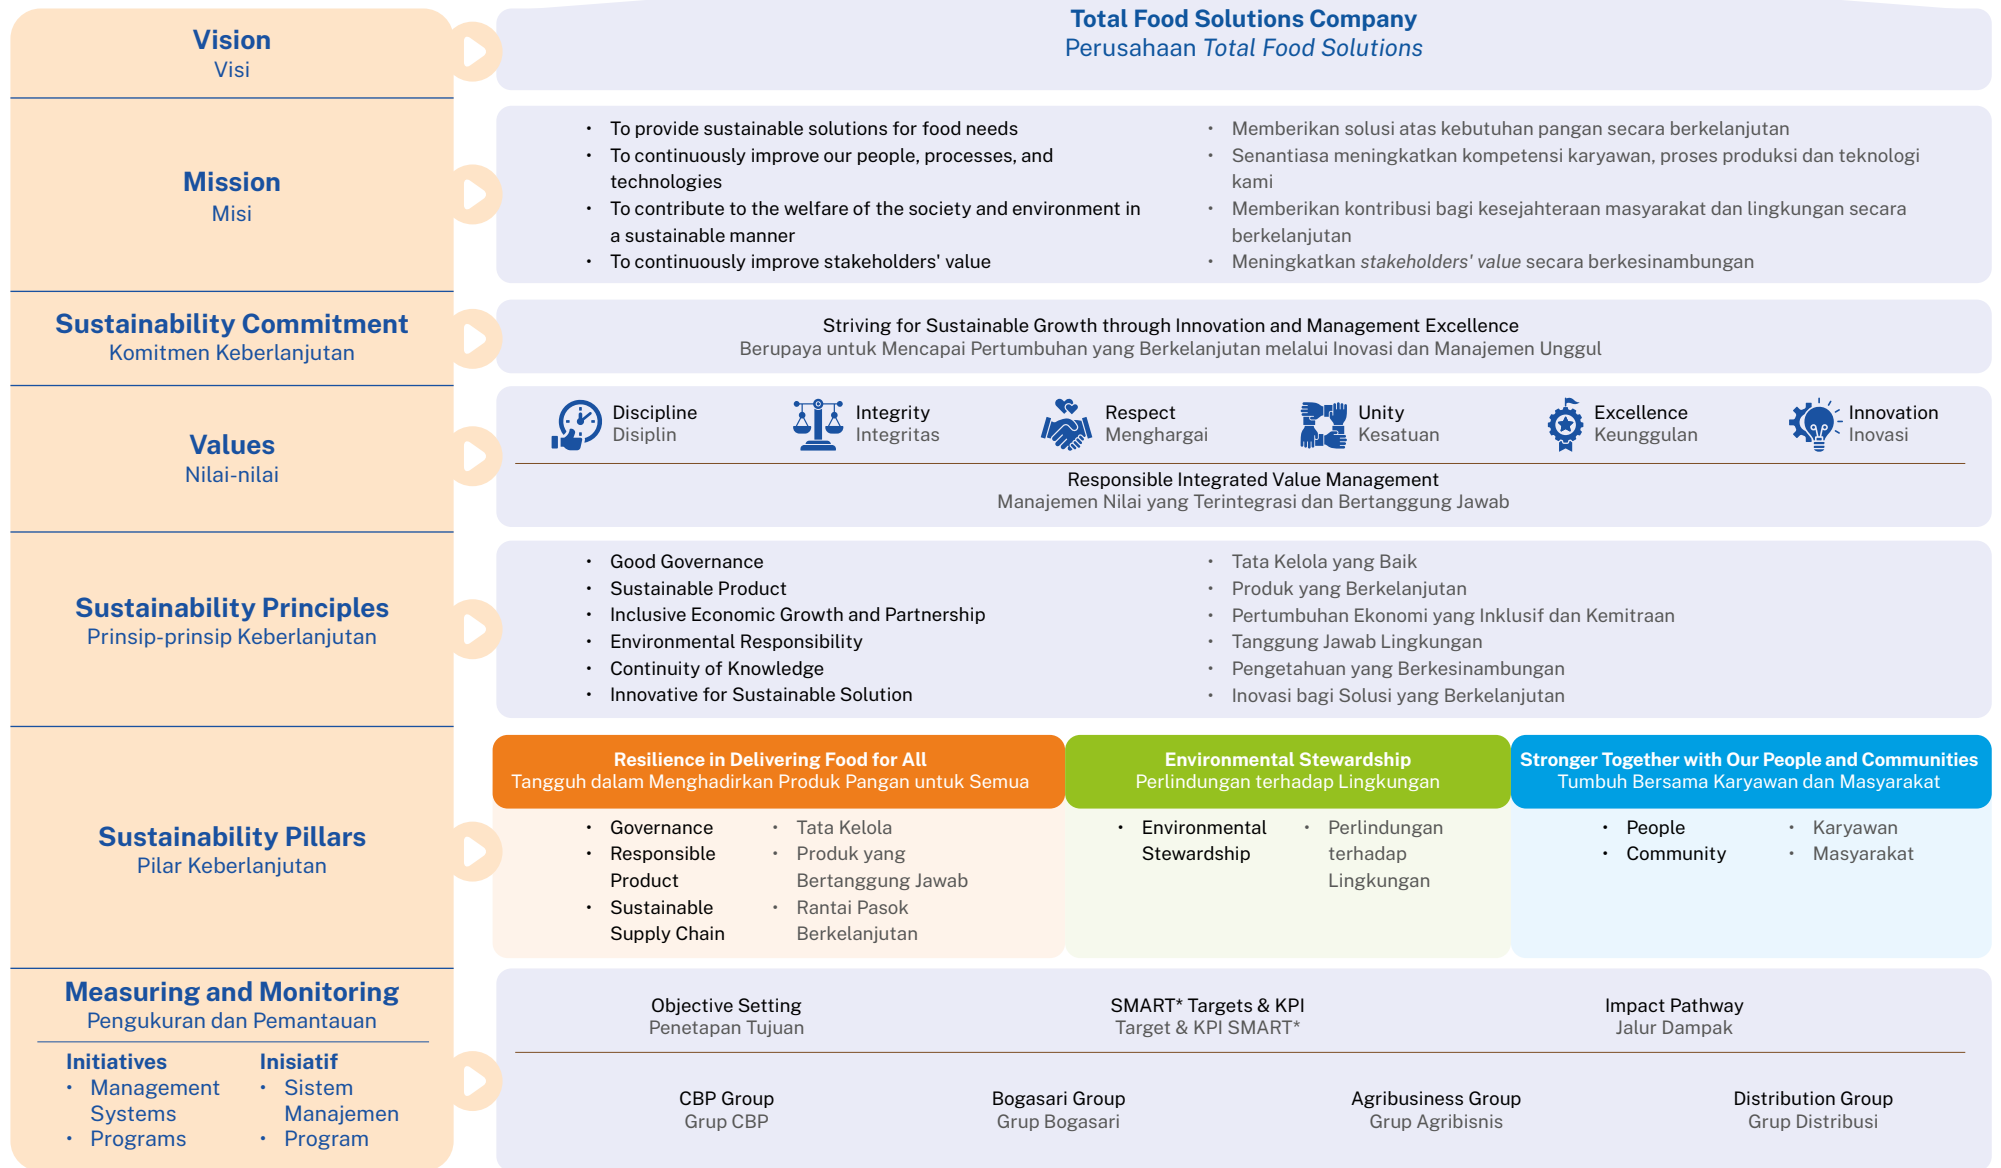 Vision
Visi
Total Food Solutions Company
Perusahaan Total Food Solutions
Mission
Misi
• To provide sustainable solutions for food needs
• To continuously improve our people, processes, and
technologies
• To contribute to the welfare of the society and environment in
a sustainable manner
• To continuously improve stakeholders' value
• Memberikan solusi atas kebutuhan pangan secara berkelanjutan
• Senantiasa meningkatkan kompetensi karyawan, proses produksi dan teknologi
kami
• Memberikan kontribusi bagi kesejahteraan masyarakat dan lingkungan secara
berkelanjutan
• Meningkatkan stakeholders' value secara berkesinambungan
Sustainability Commitment
Komitmen Keberlanjutan
Striving for Sustainable Growth through Innovation and Management Excellence
Berupaya untuk Mencapai Pertumbuhan yang Berkelanjutan melalui Inovasi dan Manajemen Unggul
Values
Nilai-nilai
Discipline
Disiplin
Integrity
Integritas
Respect
Menghargai
Unity
Kesatuan
Excellence
Keunggulan
Innovation
Inovasi
Responsible Integrated Value Management
Manajemen Nilai yang Terintegrasi dan Bertanggung Jawab
Sustainability Principles
Prinsip-prinsip Keberlanjutan
• Good Governance
• Sustainable Product
• Inclusive Economic Growth and Partnership
• Environmental Responsibility
• Continuity of Knowledge
• Innovative for Sustainable Solution
• Tata Kelola yang Baik
• Produk yang Berkelanjutan
• Pertumbuhan Ekonomi yang Inklusif dan Kemitraan
• Tanggung Jawab Lingkungan
• Pengetahuan yang Berkesinambungan
• Inovasi bagi Solusi yang Berkelanjutan
Sustainability Pillars
Pilar Keberlanjutan
Resilience in Delivering Food for All
Tangguh dalam Menghadirkan Produk Pangan untuk Semua
• Governance
• Responsible
Product
• Sustainable
Supply Chain
• Tata Kelola
• Produk yang
Bertanggung Jawab
• Rantai Pasok
Berkelanjutan
Environmental Stewardship
Perlindungan terhadap Lingkungan
• Environmental
Stewardship
• Perlindungan
terhadap
Lingkungan
Stronger Together with Our People and Communities
Tumbuh Bersama Karyawan dan Masyarakat
• People
• Community
• Karyawan
• Masyarakat
Measuring and Monitoring
Pengukuran dan Pemantauan
Initiatives
• Management
Systems
• Programs
Inisiatif
• Sistem
Manajemen
• Program
Objective Setting
Penetapan Tujuan
SMART* Targets & KPI
Target & KPI SMART*
Impact Pathway
Jalur Dampak
CBP Group
Grup CBP
Bogasari Group
Grup Bogasari
Agribusiness Group
Grup Agribisnis
Distribution Group
Grup Distribusi